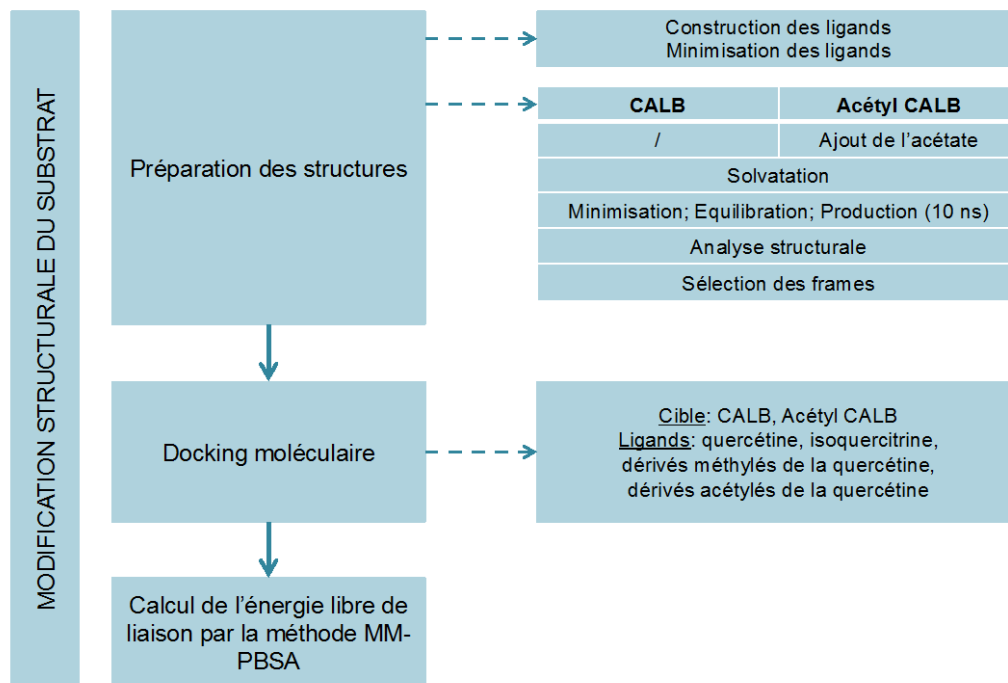 MODIFICATION STRUCTURALE DU SUBSTRAT
Préparation des structures
Construction des ligands
Minimisation des ligands
CALB
Acétyl CALB
/
Ajout de l’acétate
Solvatation
Minimisation; Equilibration; Production (10 ns)
Analyse structurale
Sélection des frames
Docking moléculaire
Cible: CALB, Acétyl CALB
Ligands: quercétine, isoquercitrine,
dérivés méthylés de la quercétine,
dérivés acétylés de la quercétine
Calcul de l’énergie libre de
liaison par la méthode MM-
PBSA